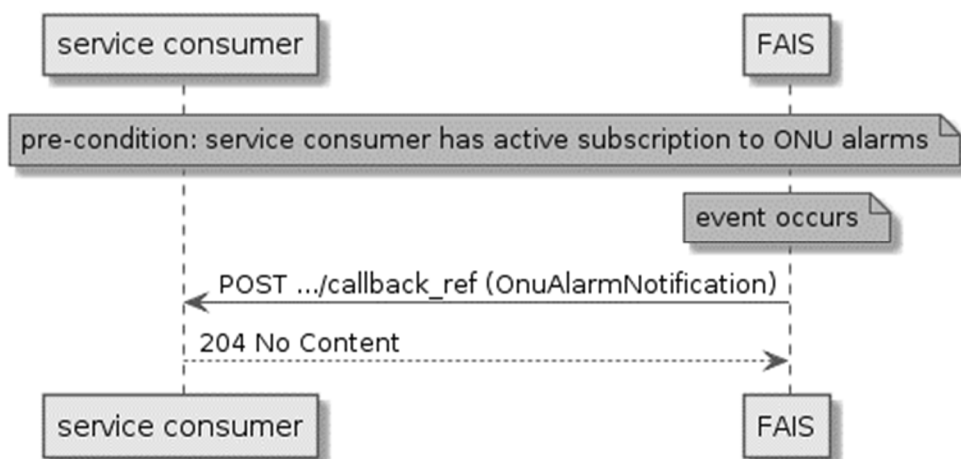 service consumer
FAIS
pre-condition: service consumer has active subscription to ONU alarms
event occurs
POST .../callback_ref (OnuAlarmNotification)
204 No Content
service consumer
FAIS